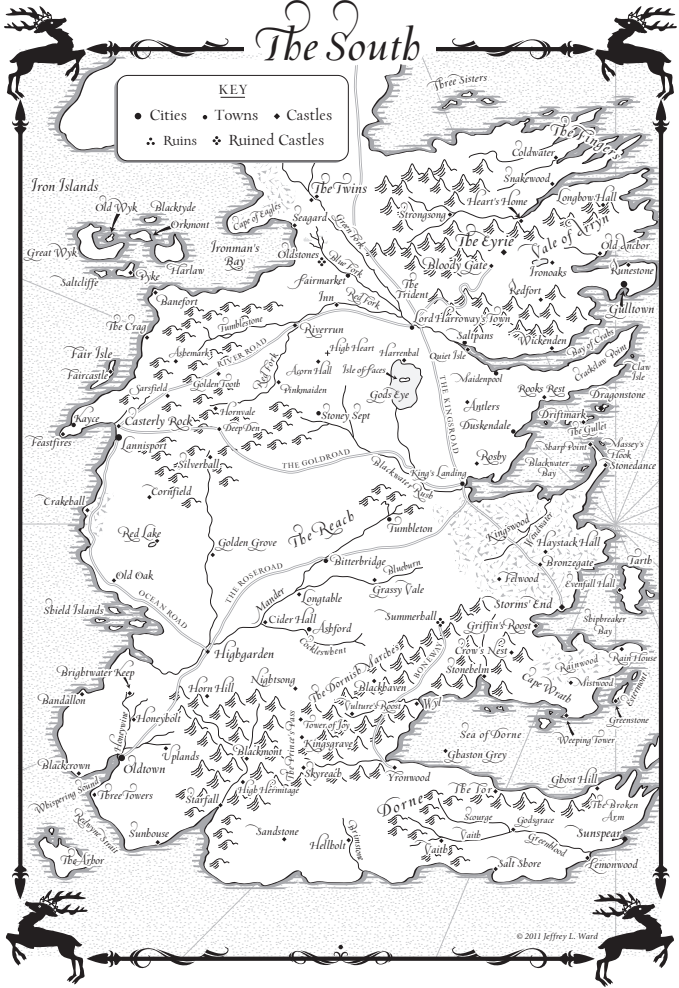 The South
KEY
Cities
Towns
Castles
Ruins
Ruined Castles
Three Sisters
The Fingers
Coldwater
Snakewood
Iron Islands
The Twins
Heart's Home
Longbow Hall
Old Wyk
Blacktyde
Orkmont
Cape of Eagles
Seagard
Green Fork
Strongsong
The Eyrie
Vale of Arryn
Great Wyk
Ironman's
Bay
Oldstones
Blue Fork
Bloody Gate
Old Anchor
Ironoaks
Runestone
Pyke
Harlaw
Saltcliffe
Fairmarket
The
Trident
Redfort
Gulltown
Banefort
Inn
Red Fork
Lord Harroway's Town
The Crag
Tumblestone
Riverrun
Saltpans
Wickenden
Bay of Crabs
Fair Isle
Ashemark
RIVER ROAD
High Heart
Harrenhal
Quiet Isle
Crackclaw Point
Faircastle
Acorn Hall
Isle of faces
Maidenpool
Claw
Isle
Sarsfield
Golden Tooth
Red Fork
Pinkmaiden
Gods Eye
THE KINGSROAD
Rooks Rest
Dragonstone
Kayce
Hornvale
Antlers
Driftmark
Feastfires
Casterly Rock
Deep Den
Stoney Sept
Duskendale
The Gullet
Lannisport
Sharp Point
Massey's
Hook
Silverhill
THE GOLDROAD
Rosby
Blackwater
Bay
Stonedance
Blackwater
Rush
King's Landing
Cornfield
Crakehall
The Reach
Tumbleton
Kingswood
Wendwater
Red Lake
Golden Grove
Haystack Hall
Bitterbridge
Blueburn
Bronzegate
Tarth
Old Oak
THE ROSEROAD
Grassy Vale
Felwood
Evenfall Hall
Mander
Longtable
OCEAN ROAD
Storms' End
Shield Islands
Cider Hall
Ashford
Summerhall
Griffin's Roost
Shipbreaker
Bay
Cockleswhent
Highgarden
Crow's Nest
Rain House
The Dornish Marches
BONEWAY
Stonehelm
Rainwood
Brightwater Keep
Nightsong
Horn Hill
Blackhaven
Cape Wrath
Mistwood
Estermont
Bandallon
Vulture's Roost
Wyl
Honeyholt
Honeywine
Tower of Joy
Greenstone
The Prince's Pass
Kingsgrave
Sea of Dorne
Weeping Tower
Uplands
Blackmont
Ghaston Grey
Blackcrown
Oldtown
Skyreach
Yronwood
Whispering Sound
Three Towers
Starfall
High Hermitage
The Tor
Ghost Hill
Dorne
The Broken
Arm
Redwyne Strait
Scourge
Godsgrace
Sunhouse
Sandstone
Brimstone
Vaith
Sunspear
Hellholt
Vaith
Greenblood
The Arbor
Salt Shore
Lemonwood
© 2011 Jeffrey L. Ward